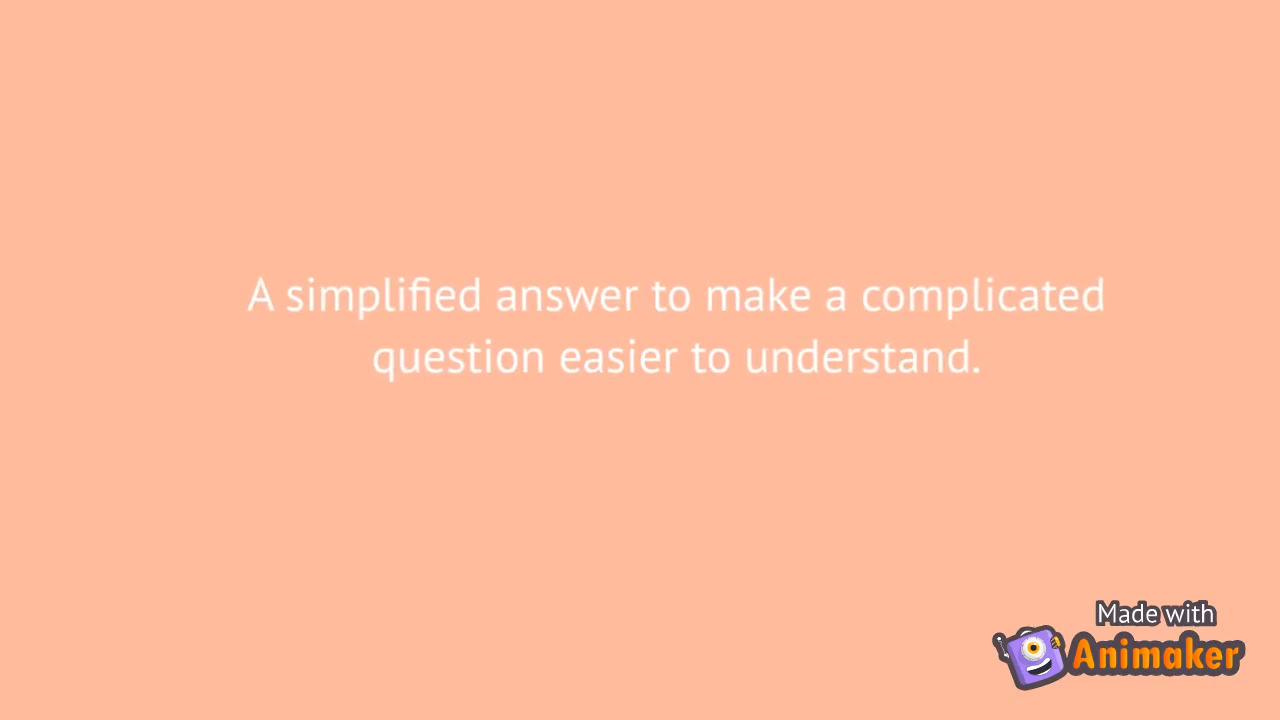 A simplified answer to make a complicated
question easier to understand.
Made with
Animaker